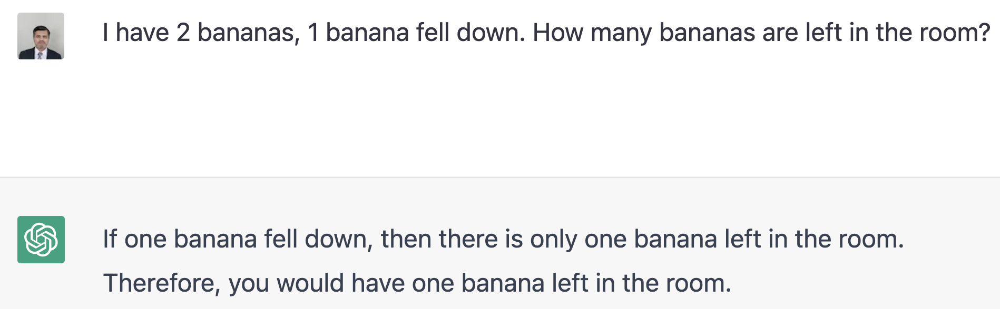 I have 2 bananas, 1 banana fell down. How many bananas are left in the room?
If one banana fell down, then there is only one banana left in the room.
Therefore, you would have one banana left in the room.